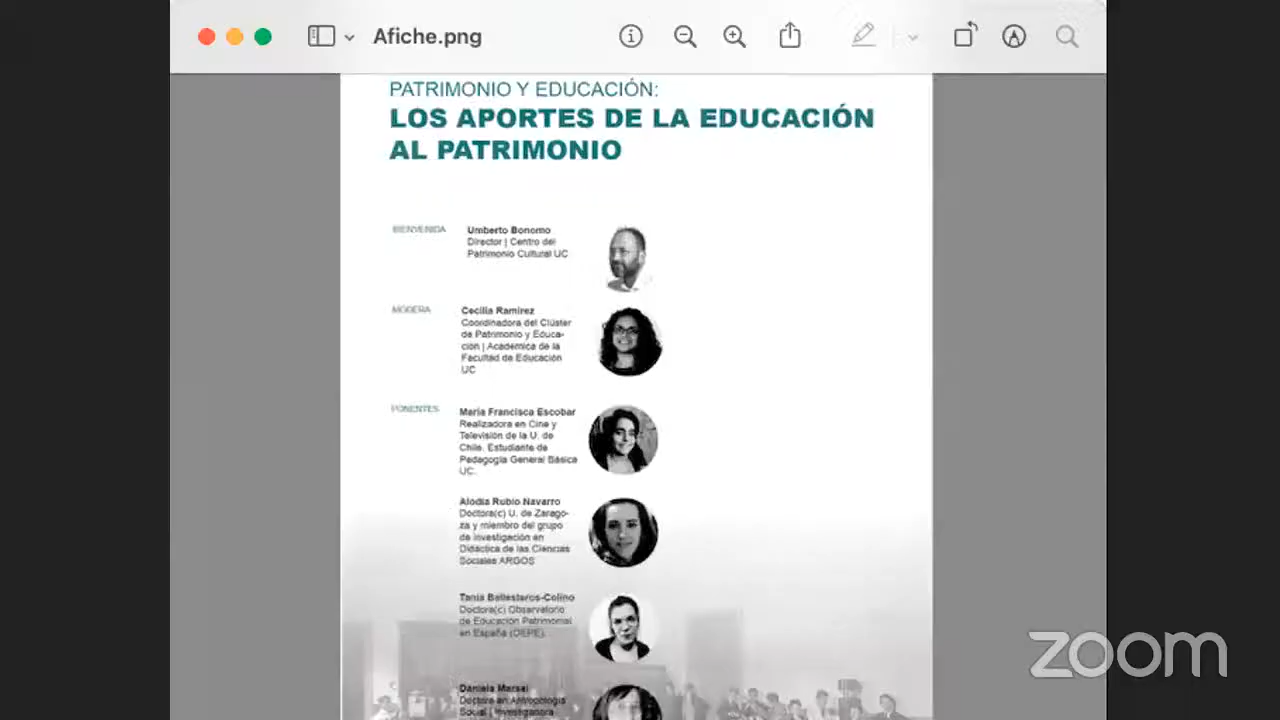 Afiche.png
PATRIMONIO Y EDUCACIÓN:
LOS APORTES DE LA EDUCACIÓN
AL PATRIMONIO
BIENVENIDA
Umberto Bonomo
Director | Centro del
Patrimonio Cultural UC
MODERA
Cecilia Ramírez
Coordinadora del Clúster
de Patrimonio y Educa-
ción | Académica de la
Facultad de Educación
UC
PONENTES
María Francisca Escobar
Realizadora en Cine y
Televisión de la U. de
Chile. Estudiante de
Pedagogía General Básica
UC.
Alodia Rubio Navarro
Doctora(c) U. de Zarago-
za y miembro del grupo
de investigación en
Didáctica de las Ciencias
Sociales ARGOS
Tania Ballesteros-Colino
Doctora(c) Observatorio
de Educación Patrimonial
en España (OEPE).
Daniela Marsal
Doctora en Antropología
Social | Investigadora
zoom